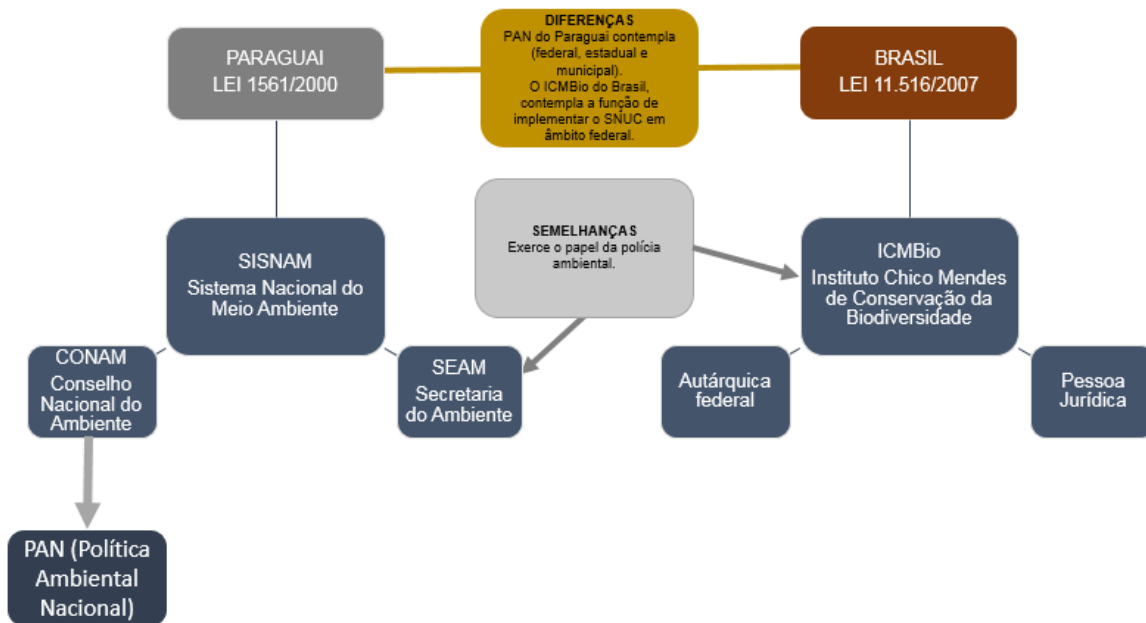 PARAGUAI
LEI 1561/2000
DIFERENÇAS
PAN do Paraguai contempla
(federal, estadual e
municipal).
O ICMBio do Brasil,
contempla a função de
implementar o SNUC em
âmbito federal.
BRASIL
LEI 11.516/2007
SISNAM
Sistema Nacional do
Meio Ambiente
SEMELHANÇAS
Exerce o papel da polícia
ambiental.
ICMBio
Instituto Chico Mendes
de Conservação da
Biodiversidade
CONAM
Conselho
Nacional do
Ambiente
SEAM
Secretaria
do Ambiente
Autárquica
federal
Pessoa
Jurídica
PAN (Política
Ambiental
Nacional)